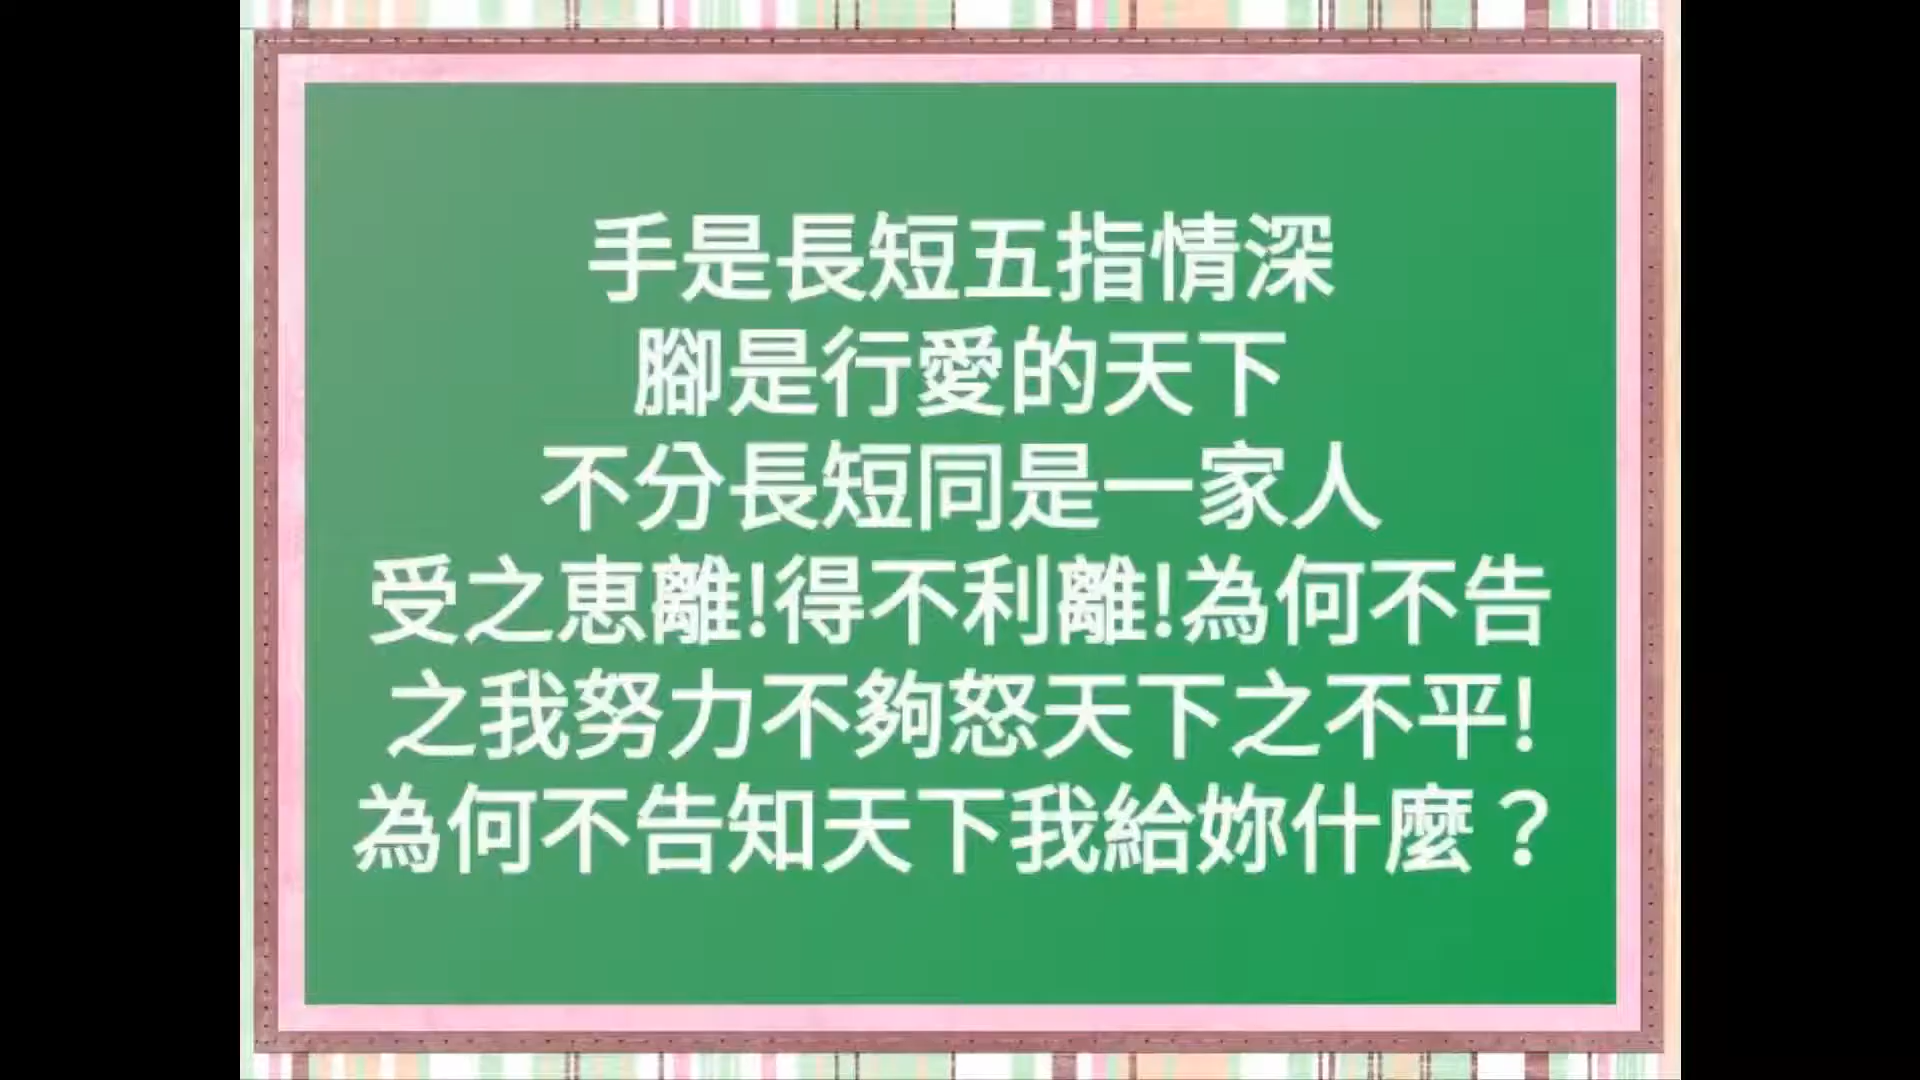 手是長短五指情深
腳是行愛的天下
不分長短同是一家人
受之恵離!得不利離!為何不告
之我努力不夠怒天下之不平!
為何不告知天下我給妳什麼？